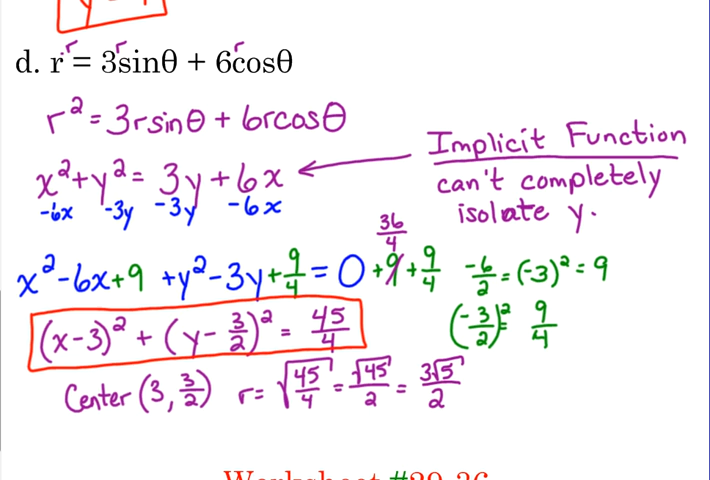 d. r = 3sinθ + 6cosθ
r r r
r² = 3rsinθ + 6rcosθ
Implicit Function
can't completely
isolate y.
x² + y² = 3y + 6x
-6x -3y -3y -6x
36/4
x² - 6x + 9 + y² - 3y + 9/4 = 0 + 9 + 9/4
-6/2 = (-3)² = 9
(x-3)² + (y - 3/2)² = 45/4
(-3/2)² = 9/4
Center (3, 3/2) r = √(45/4) = √45/2 = 3√5/2